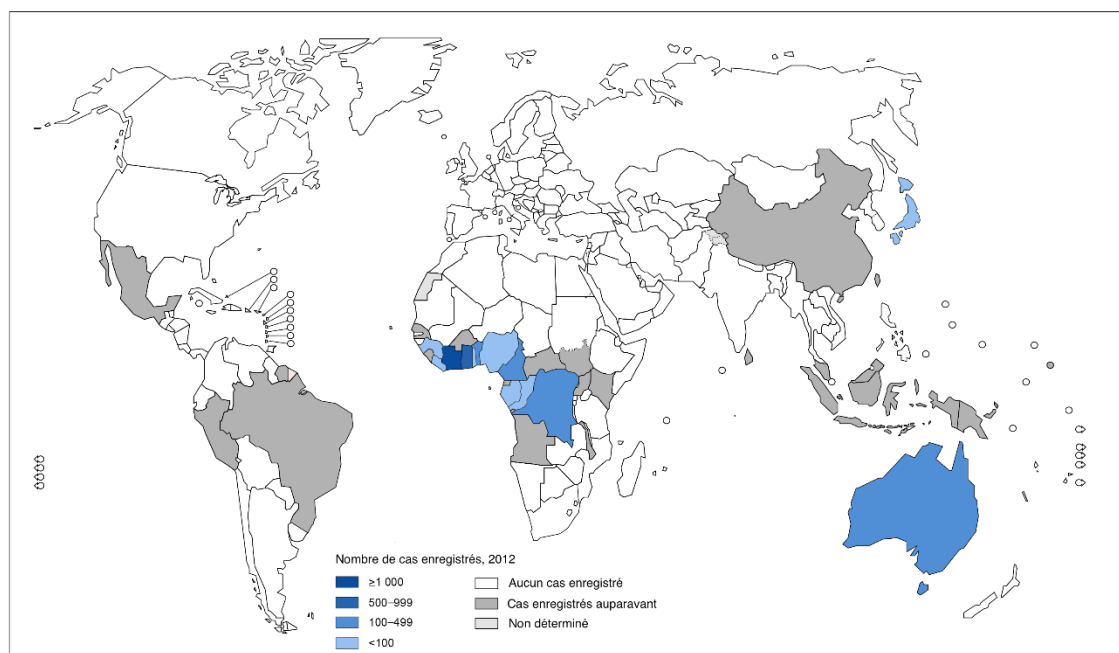 Nombre de cas enregistrés, 2012
≥1 000
500–999
100–499
<100
Aucun cas enregistré
Cas enregistrés auparavant
Non déterminé